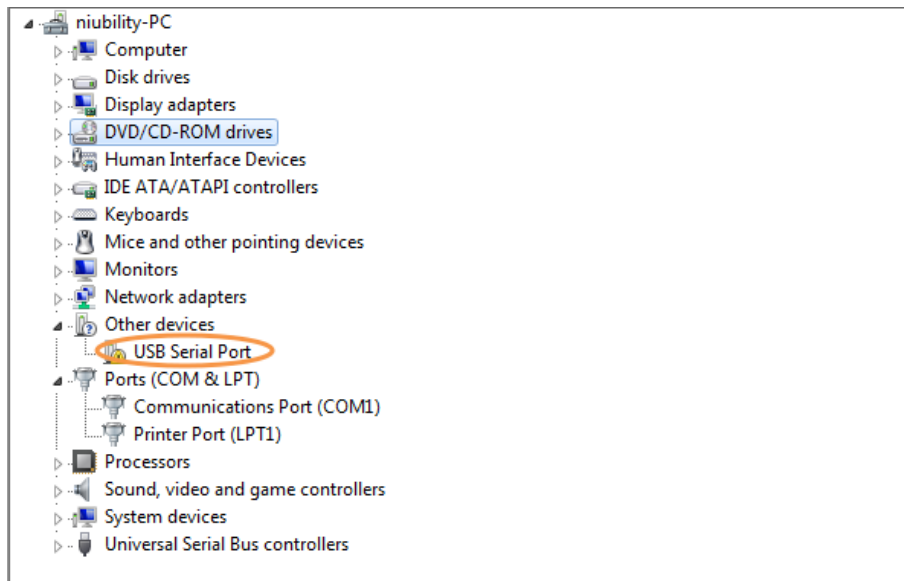 niubility-PC
Computer
Disk drives
Display adapters
DVD/CD-ROM drives
Human Interface Devices
IDE ATA/ATAPI controllers
Keyboards
Mice and other pointing devices
Monitors
Network adapters
Other devices
USB Serial Port
Ports (COM & LPT)
Communications Port (COM1)
Printer Port (LPT1)
Processors
Sound, video and game controllers
System devices
Universal Serial Bus controllers